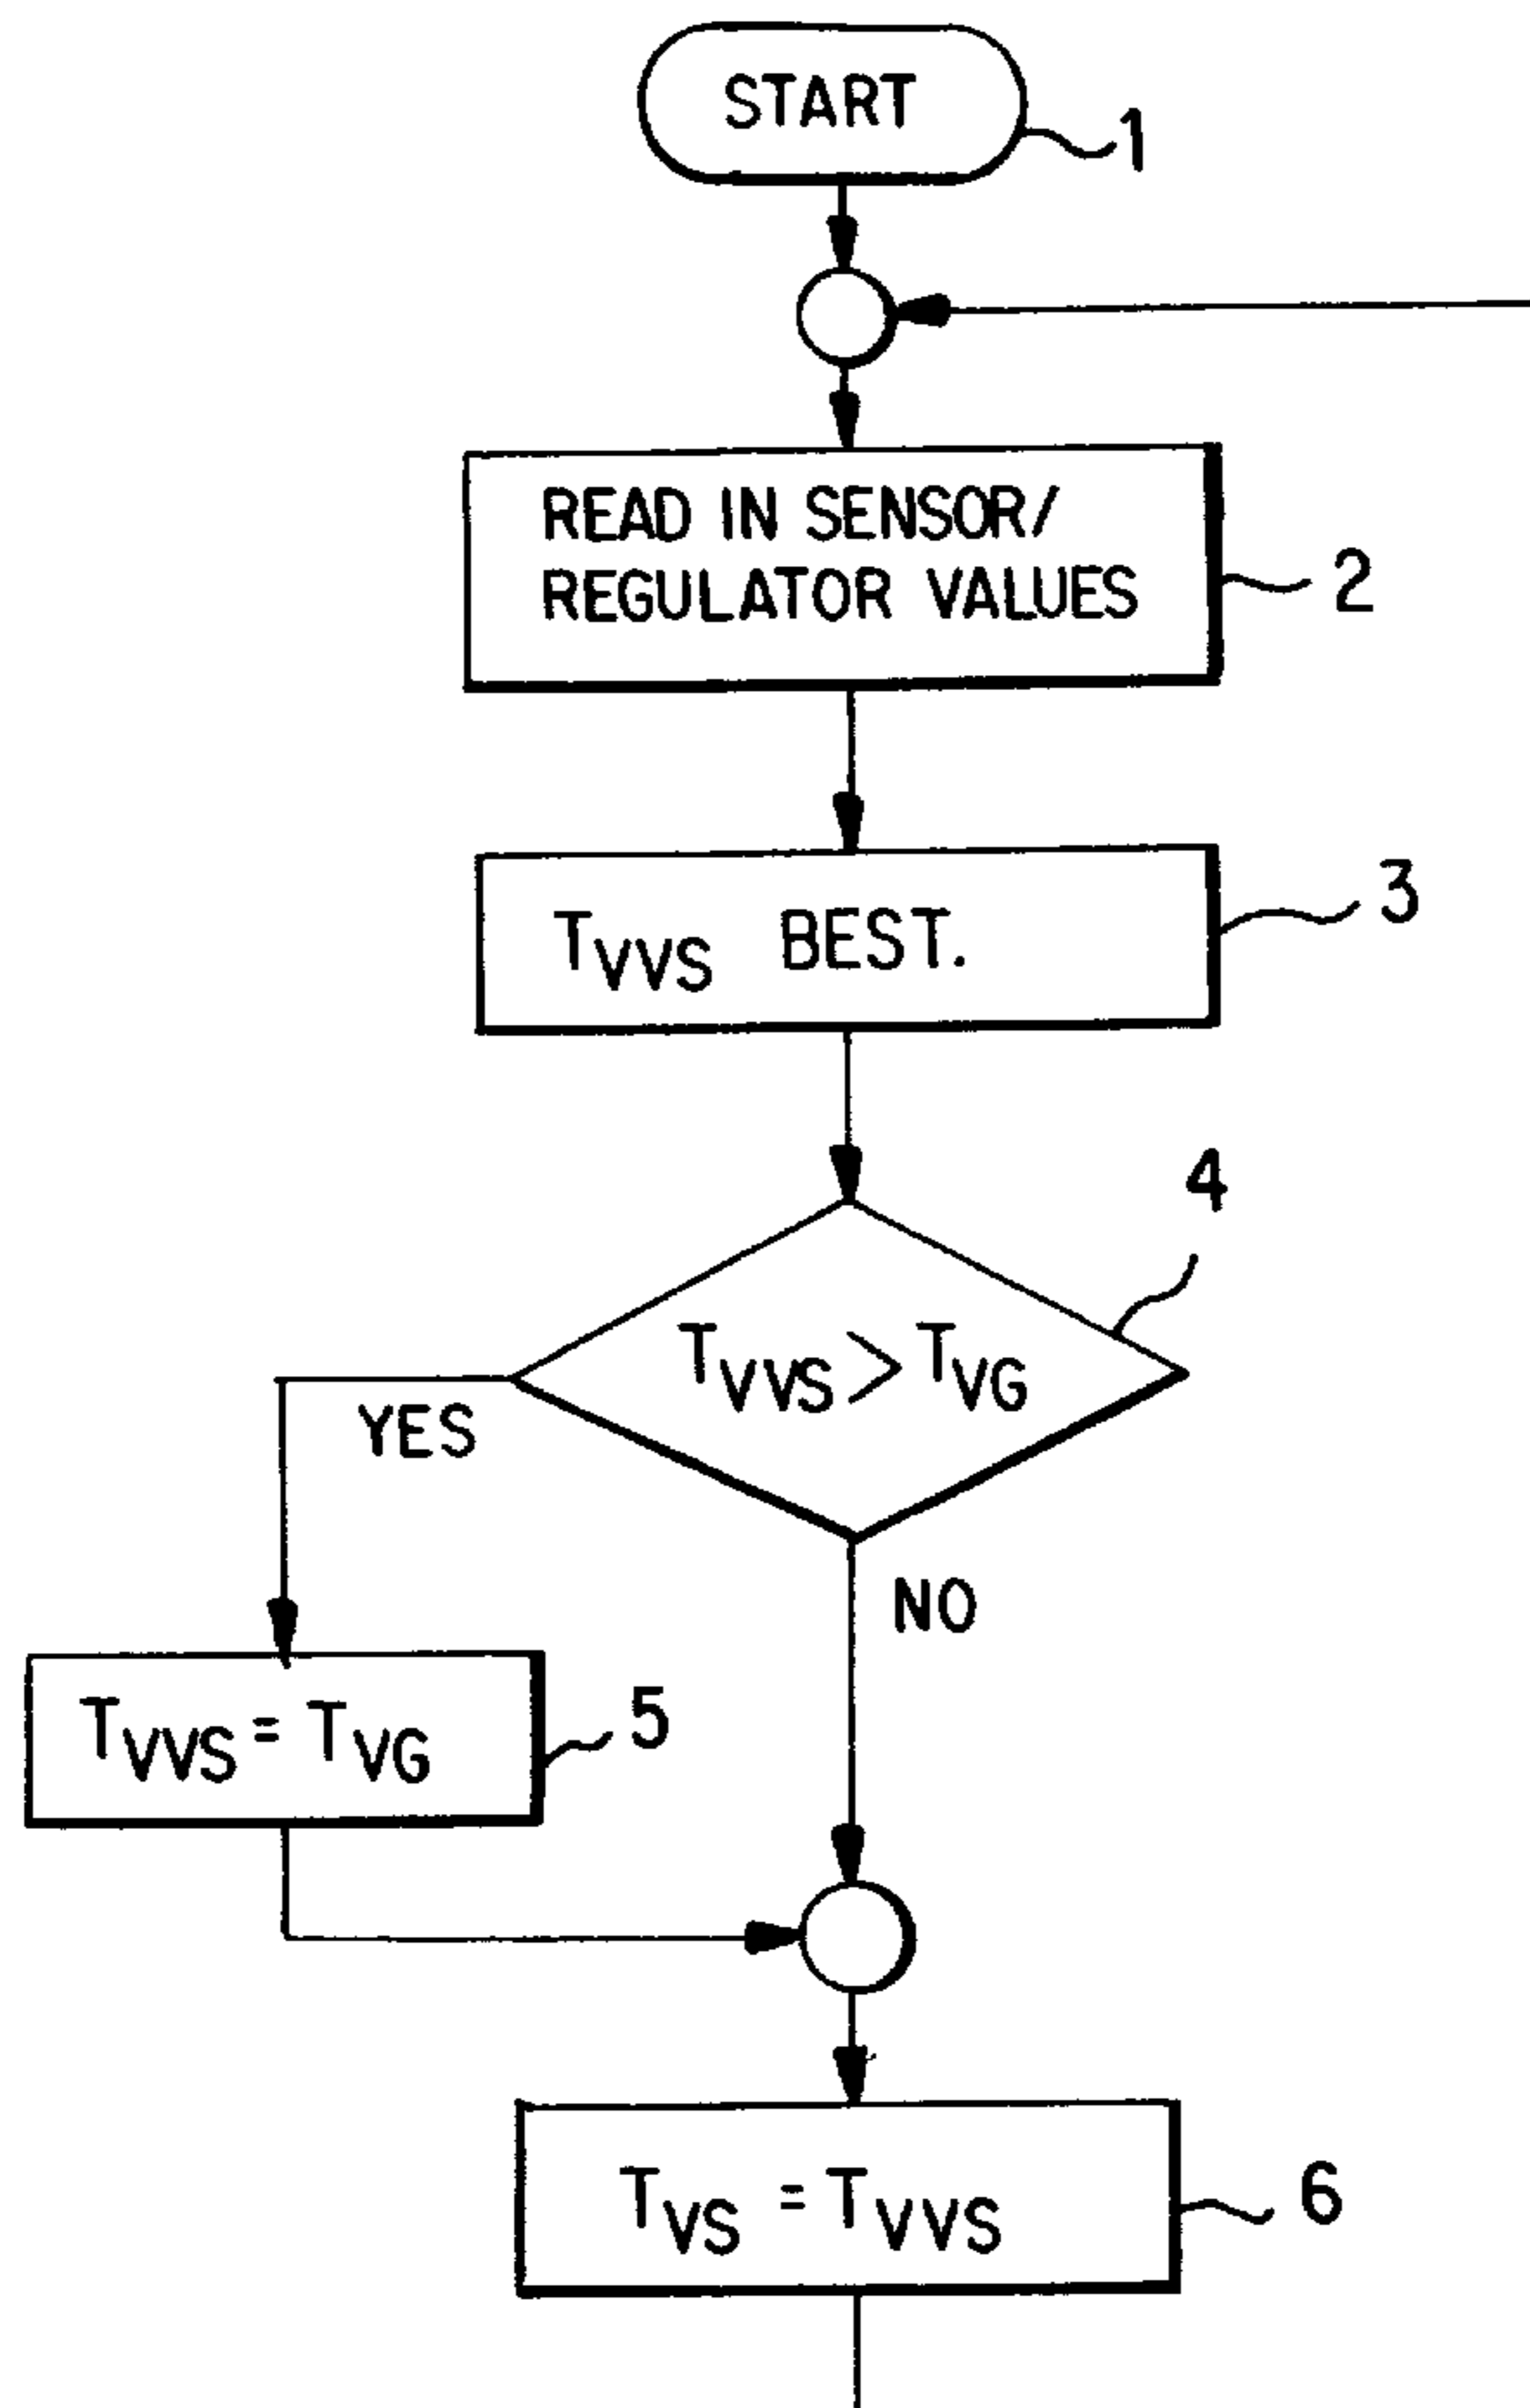 START
1
READ IN SENSOR/
REGULATOR VALUES
2
TVVS BEST.
3
4
TVVS > TVG
YES
NO
TVVS = TVG
5
TVS = TVVS
6